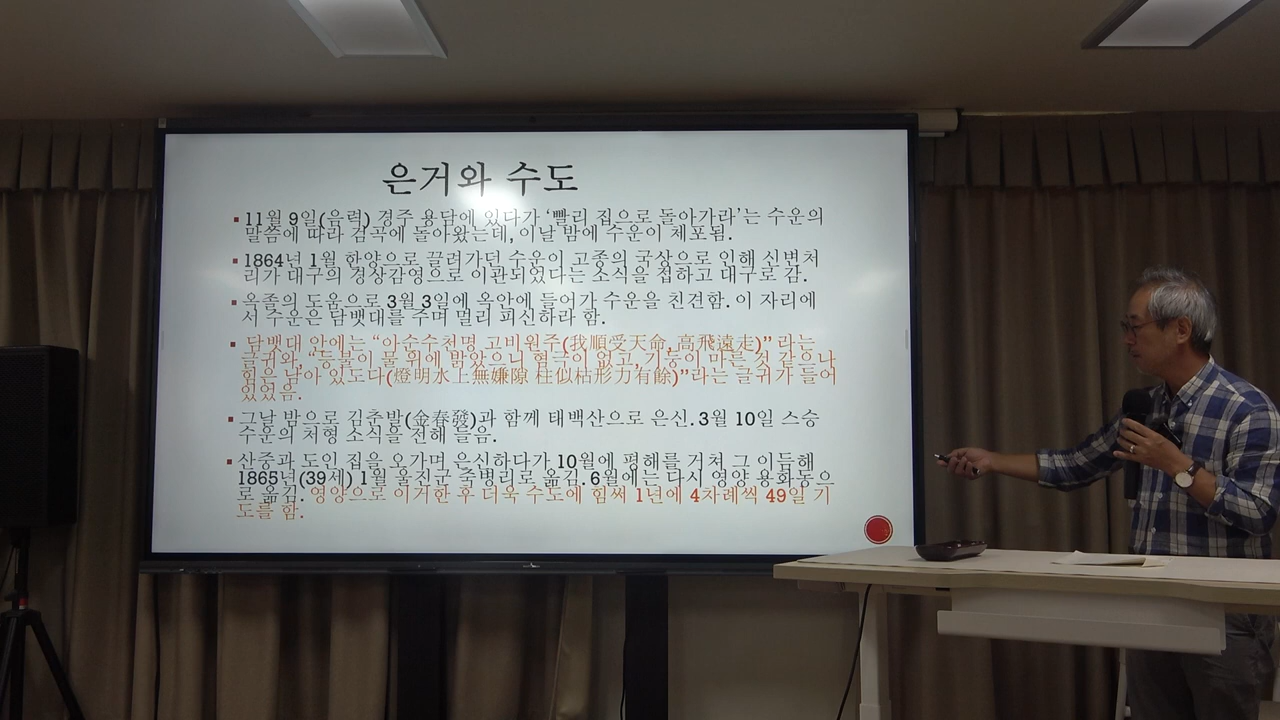 은거와 수도
11월 9일(음력) 경주 용담에 있다가 ‘빨리 집으로 돌아가라’는 수운의
말씀에 따라 검곡에 돌아왔는데, 이날 밤에 수운이 체포됨.
1864년 1월 한양으로 끌려가던 수운이 고종의 국상으로 인해 신변처
리가 대구의 경상감영으로 이관되었다는 소식을 접하고 대구로 감.
옥졸의 도움으로 3월 3일에 옥안에 들어가 수운을 친견함. 이 자리에
서 수운은 담뱃대를 주며 멀리 피신하라 함.
담뱃대 안에는 “아순수천명 고비원주(我順受天命, 高飛遠走)” 라는
글귀와, “등불이 물 위에 밝았으니 혐극이 없고, 기둥이 마른 것 같으나
힘은 남아 있도다(燈明水上無嫌隙 柱似枯形力有餘)”라는 글귀가 들어
있었음.
그날 밤으로 김춘발(金春發)과 함께 태백산으로 은신. 3월 10일 스승
수운의 처형 소식을 전해 들음.
산중과 도인 집을 오가며 은신하다가 10월에 평해를 거쳐 그 이듬해
1865년(39세) 1월 울진군 죽병리로 옮김. 6월에는 다시 영양 용화동으
로 옮김. 영양으로 이거한 후 더욱 수도에 힘써 1년에 4차례씩 49일 기
도를 함.